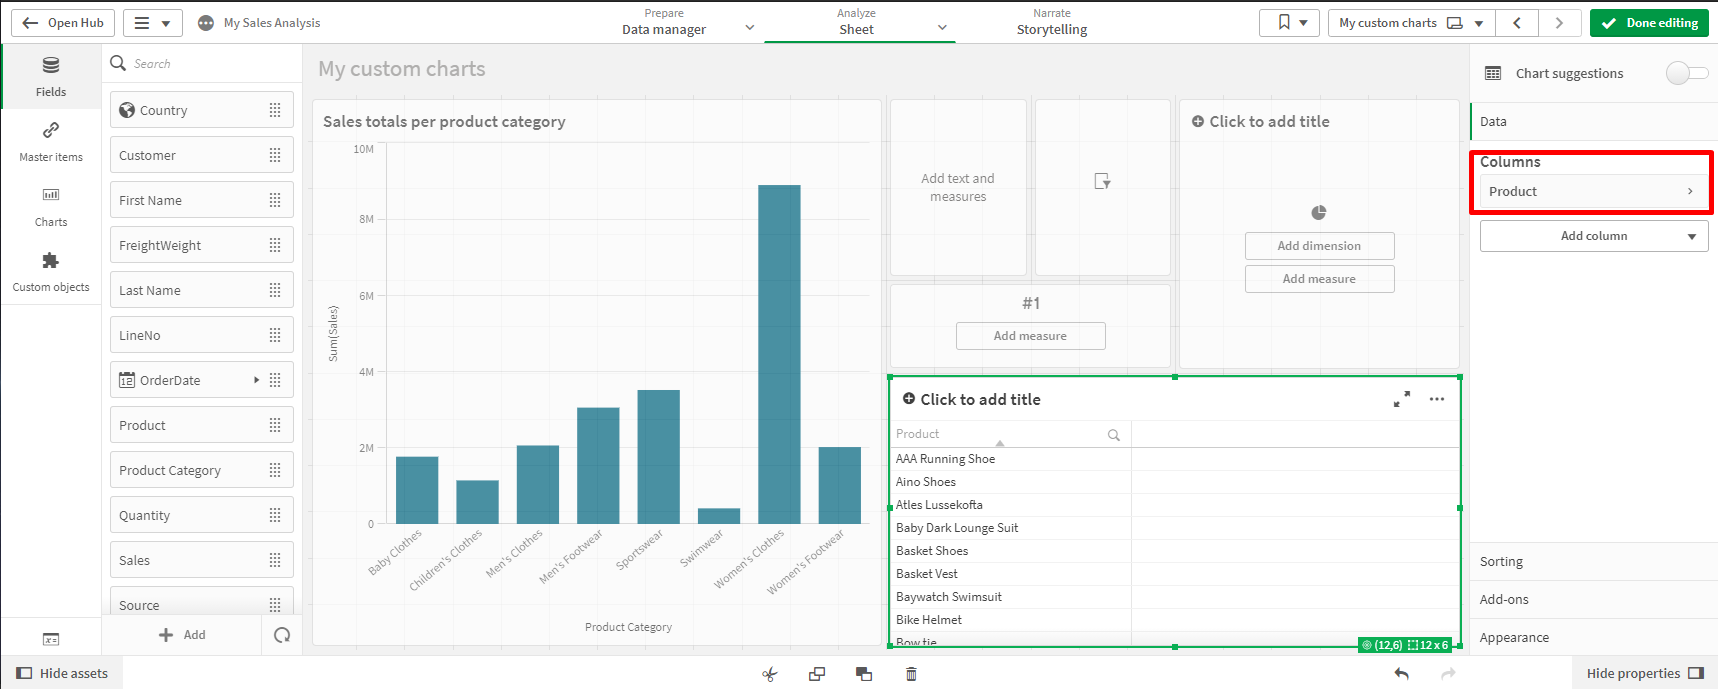 Open Hub
My Sales Analysis
Prepare
Data manager
Analyze
Sheet
Narrate
Storytelling
My custom charts
Done editing
Fields
Master items
Charts
Custom objects
Search
Country
Customer
First Name
FreightWeight
Last Name
LineNo
12 OrderDate
Product
Product Category
Quantity
Sales
Source
Add
My custom charts
Sales totals per product category
10M
8M
6M
4M
2M
0
Sum(Sales)
Baby Clothes
Children's Clothes
Men's Clothes
Men's Footwear
Sportswear
Swimwear
Women's Clothes
Women's Footwear
Product Category
Add text and
measures
Click to add title
Add dimension
Add measure
#1
Add measure
Click to add title
Product
AAA Running Shoe
Aino Shoes
Atles Lussekofta
Baby Dark Lounge Suit
Basket Shoes
Basket Vest
Baywatch Swimsuit
Bike Helmet
Bow tie
(12,6) 12 x 6
Chart suggestions
Data
Columns
Product
Add column
Sorting
Add-ons
Appearance
Hide assets
Hide properties